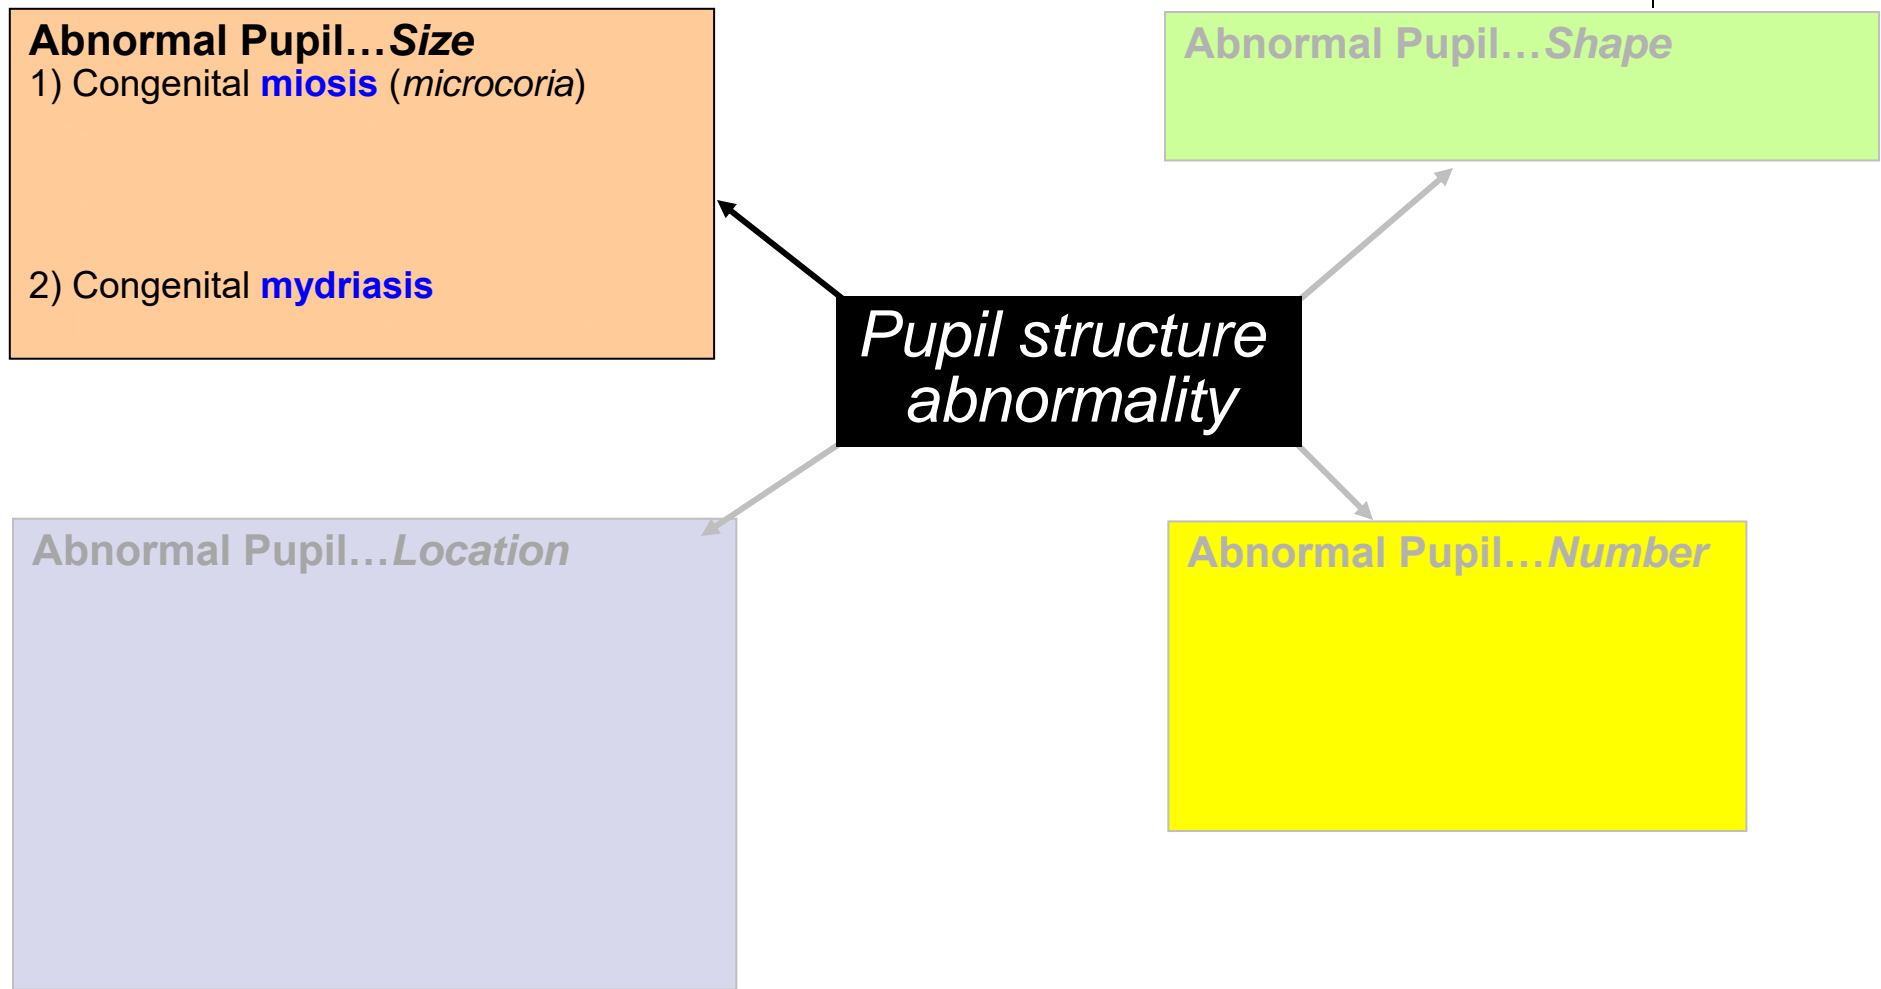 Abnormal Pupil…Size
1) Congenital miosis (microcoria)
2) Congenital mydriasis
Abnormal Pupil…Shape
Pupil structure
abnormality
Abnormal Pupil…Location
Abnormal Pupil…Number